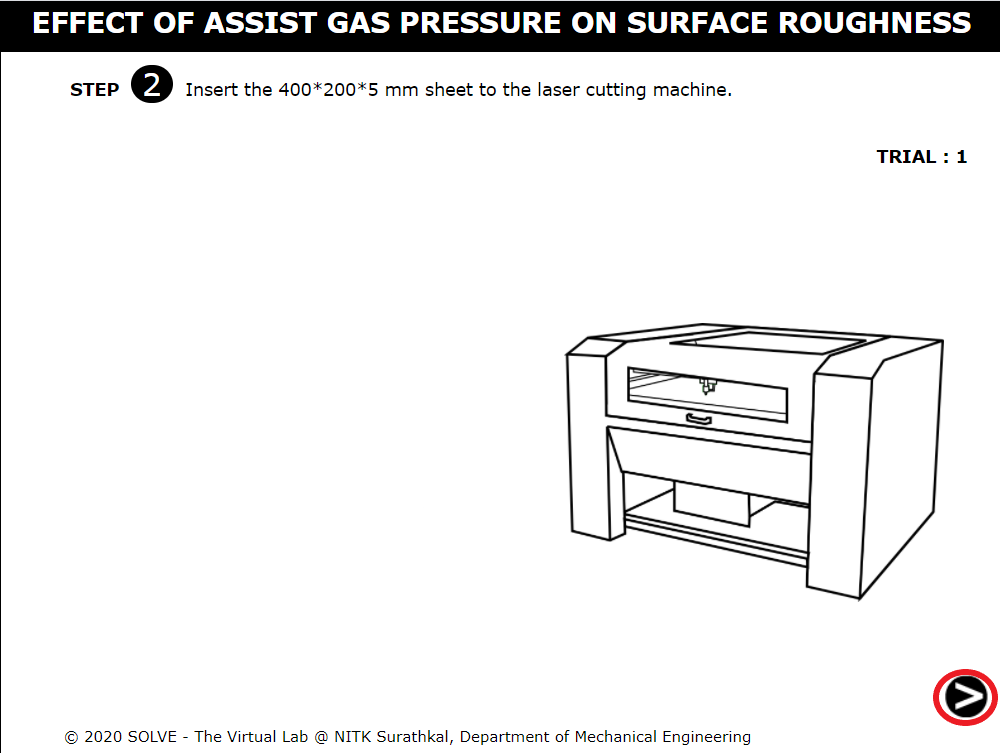 EFFECT OF ASSIST GAS PRESSURE ON SURFACE ROUGHNESS
STEP 2 Insert the 400*200*5 mm sheet to the laser cutting machine.
TRIAL : 1
>
© 2020 SOLVE - The Virtual Lab @ NITK Surathkal, Department of Mechanical Engineering